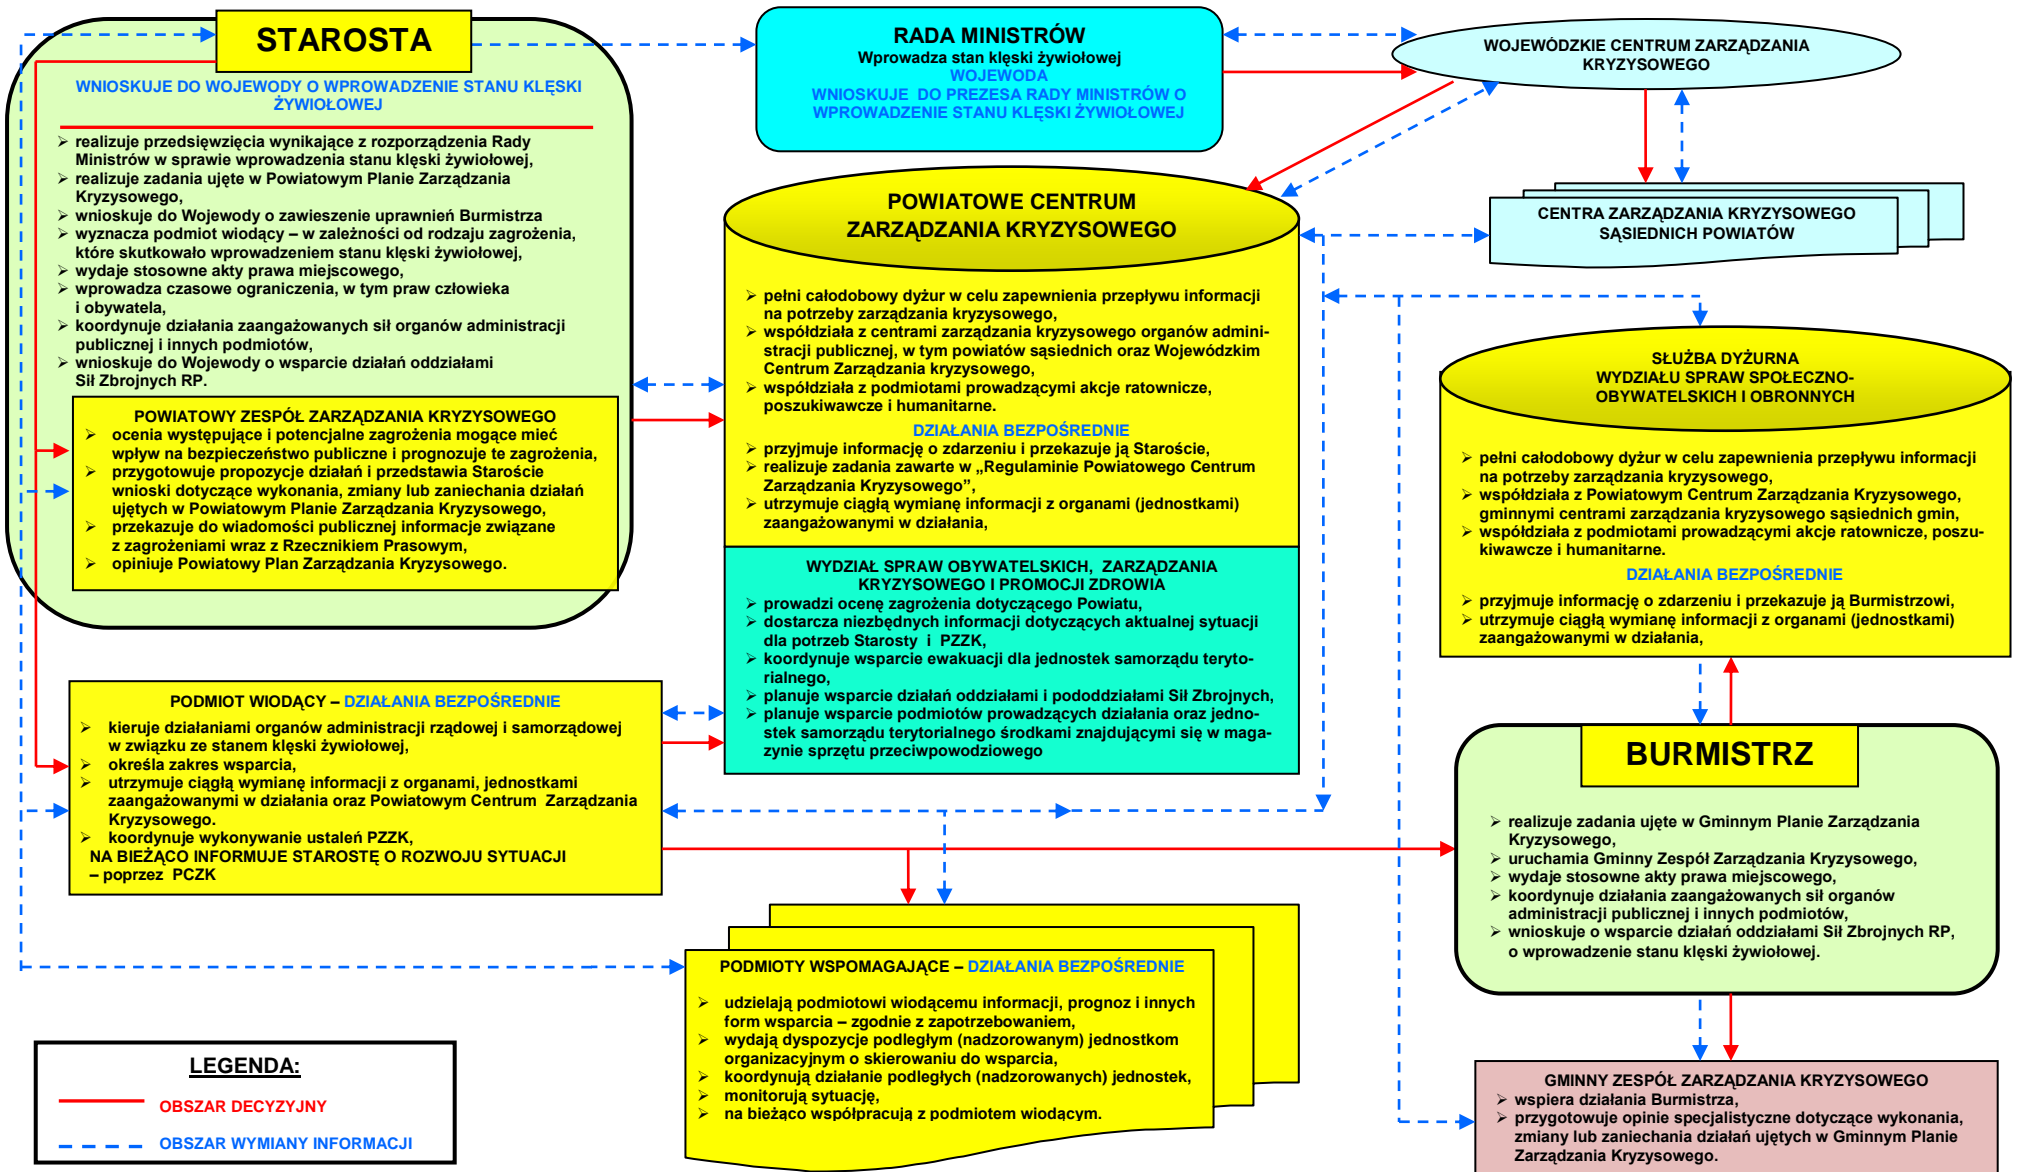 STAROSTA
WNIOSKUJE DO WOJEWODY O WPROWADZENIE STANU KLĘSKI
ŻYWIOŁOWEJ
➢ realizuje przedsięwzięcia wynikające z rozporządzenia Rady
Ministrów w sprawie wprowadzenia stanu klęski żywiołowej,
➢ realizuje zadania ujęte w Powiatowym Planie Zarządzania
Kryzysowego,
➢ wnioskuje do Wojewody o zawieszenie uprawnień Burmistrza
➢ wyznacza podmiot wiodący – w zależności od rodzaju zagrożenia,
które skutkowało wprowadzeniem stanu klęski żywiołowej,
➢ wydaje stosowne akty prawa miejscowego,
➢ wprowadza czasowe ograniczenia, w tym praw człowieka
i obywatela,
➢ koordynuje działania zaangażowanych sił organów administracji
publicznej i innych podmiotów,
➢ wnioskuje do Wojewody o wsparcie działań oddziałami
Sił Zbrojnych RP.
POWIATOWY ZESPÓŁ ZARZĄDZANIA KRYZYSOWEGO
➢ ocenia występujące i potencjalne zagrożenia mogące mieć
wpływ na bezpieczeństwo publiczne i prognozuje te zagrożenia,
➢ przygotowuje propozycje działań i przedstawia Staroście
wnioski dotyczące wykonania, zmiany lub zaniechania działań
ujętych w Powiatowym Planie Zarządzania Kryzysowego,
➢ przekazuje do wiadomości publicznej informacje związane
z zagrożeniami wraz z Rzecznikiem Prasowym,
➢ opiniuje Powiatowy Plan Zarządzania Kryzysowego.
PODMIOT WIODĄCY – DZIAŁANIA BEZPOŚREDNIE
➢ kieruje działaniami organów administracji rządowej i samorządowej
w związku ze stanem klęski żywiołowej,
➢ określa zakres wsparcia,
➢ utrzymuje ciągłą wymianę informacji z organami, jednostkami
zaangażowanymi w działania oraz Powiatowym Centrum Zarządzania
Kryzysowego.
➢ koordynuje wykonywanie ustaleń PZZK,
NA BIEŻĄCO INFORMUJE STAROSTĘ O ROZWOJU SYTUACJI
– poprzez PCZK
LEGENDA:
OBSZAR DECYZYJNY
OBSZAR WYMIANY INFORMACJI
RADA MINISTRÓW
Wprowadza stan klęski żywiołowej
WOJEWODA
WNIOSKUJE DO PREZESA RADY MINISTRÓW O
WPROWADZENIE STANU KLĘSKI ŻYWIOŁOWEJ
POWIATOWE CENTRUM
ZARZĄDZANIA KRYZYSOWEGO
➢ pełni całodobowy dyżur w celu zapewnienia przepływu informacji
na potrzeby zarządzania kryzysowego,
➢ współdziała z centrami zarządzania kryzysowego organów admini-
stracji publicznej, w tym powiatów sąsiednich oraz Wojewódzkim
Centrum Zarządzania kryzysowego,
➢ współdziała z podmiotami prowadzącymi akcje ratownicze,
poszukiwawcze i humanitarne.
DZIAŁANIA BEZPOŚREDNIE
➢ przyjmuje informację o zdarzeniu i przekazuje ją Staroście,
➢ realizuje zadania zawarte w „Regulaminie Powiatowego Centrum
Zarządzania Kryzysowego”,
➢ utrzymuje ciągłą wymianę informacji z organami (jednostkami)
zaangażowanymi w działania,
WYDZIAŁ SPRAW OBYWATELSKICH, ZARZĄDZANIA
KRYZYSOWEGO I PROMOCJI ZDROWIA
➢ prowadzi ocenę zagrożenia dotyczącego Powiatu,
➢ dostarcza niezbędnych informacji dotyczących aktualnej sytuacji
dla potrzeb Starosty i PZZK,
➢ koordynuje wsparcie ewakuacji dla jednostek samorządu teryto-
rialnego,
➢ planuje wsparcie działań oddziałami i pododdziałami Sił Zbrojnych,
➢ planuje wsparcie podmiotów prowadzących działania oraz jedno-
stek samorządu terytorialnego środkami znajdującymi się w maga-
zynie sprzętu przeciwpowodziowego
PODMIOTY WSPOMAGAJĄCE – DZIAŁANIA BEZPOŚREDNIE
➢ udzielają podmiotowi wiodącemu informacji, prognoz i innych
form wsparcia – zgodnie z zapotrzebowaniem,
➢ wydają dyspozycje podległym (nadzorowanym) jednostkom
organizacyjnym o skierowaniu do wsparcia,
➢ koordynują działanie podległych (nadzorowanych) jednostek,
➢ monitorują sytuację,
➢ na bieżąco współpracują z podmiotem wiodącym.
WOJEWÓDZKIE CENTRUM ZARZĄDZANIA
KRYZYSOWEGO
CENTRA ZARZĄDZANIA KRYZYSOWEGO
SĄSIEDNICH POWIATÓW
SŁUŻBA DYŻURNA
WYDZIAŁU SPRAW SPOŁECZNO-
OBYWATELSKICH I OBRONNYCH
➢ pełni całodobowy dyżur w celu zapewnienia przepływu informacji
na potrzeby zarządzania kryzysowego,
➢ współdziała z Powiatowym Centrum Zarządzania Kryzysowego,
gminnymi centrami zarządzania kryzysowego sąsiednich gmin,
➢ współdziała z podmiotami prowadzącymi akcje ratownicze, poszu-
kiwawcze i humanitarne.
DZIAŁANIA BEZPOŚREDNIE
➢ przyjmuje informację o zdarzeniu i przekazuje ją Burmistrzowi,
➢ utrzymuje ciągłą wymianę informacji z organami (jednostkami)
zaangażowanymi w działania,
BURMISTRZ
➢ realizuje zadania ujęte w Gminnym Planie Zarządzania
Kryzysowego,
➢ uruchamia Gminny Zespół Zarządzania Kryzysowego,
➢ wydaje stosowne akty prawa miejscowego,
➢ koordynuje działania zaangażowanych sił organów
administracji publicznej i innych podmiotów,
➢ wnioskuje o wsparcie działań oddziałami Sił Zbrojnych RP,
o wprowadzenie stanu klęski żywiołowej.
GMINNY ZESPÓŁ ZARZĄDZANIA KRYZYSOWEGO
➢ wspiera działania Burmistrza,
➢ przygotowuje opinie specjalistyczne dotyczące wykonania,
zmiany lub zaniechania działań ujętych w Gminnym Planie
Zarządzania Kryzysowego.